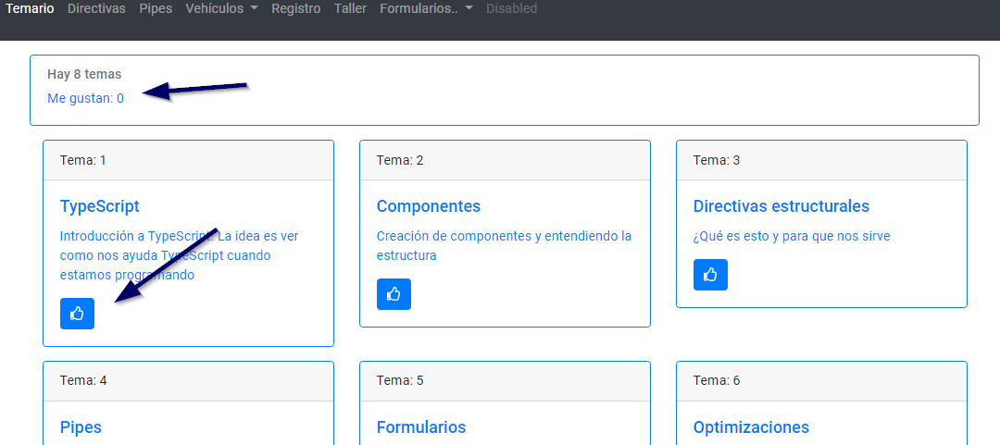 Temario Directivas Pipes Vehículos Registro Taller Formularios.. Disabled
Hay 8 temas
Me gustan: 0
Tema: 1
TypeScript
Introducción a TypeScript. La idea es ver
como nos ayuda TypeScript cuando
estamos programando
Tema: 2
Componentes
Creación de componentes y entendiendo la
estructura
Tema: 3
Directivas estructurales
¿Qué es esto y para que nos sirve
Tema: 4
Pipes
Tema: 5
Formularios
Tema: 6
Optimizaciones